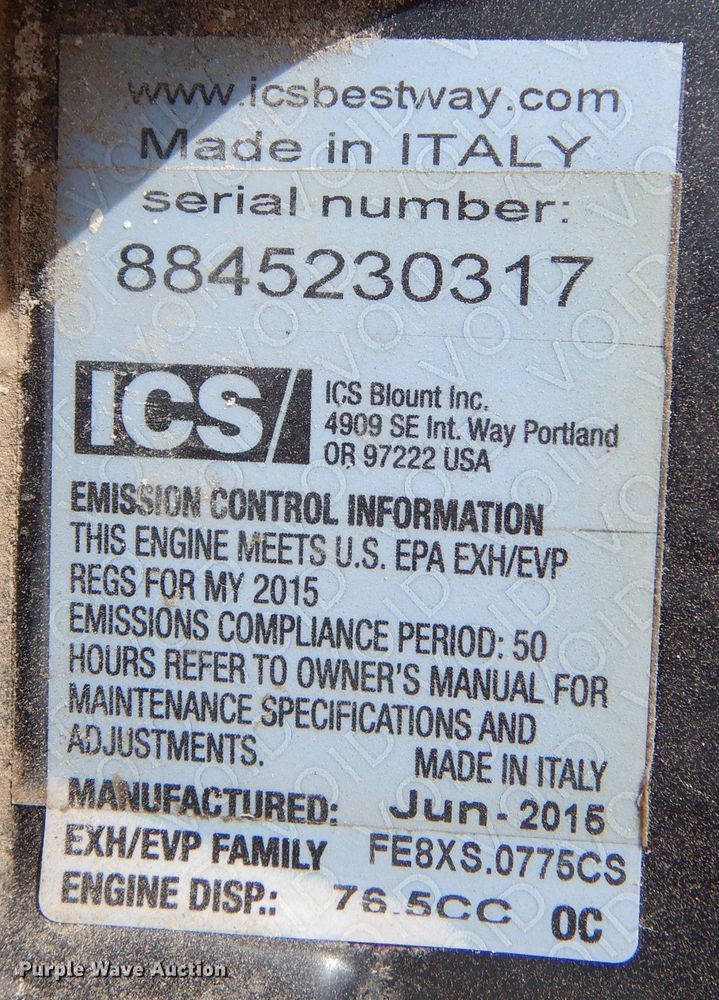 www.icsbestway.com
Made in ITALY
serial number:
8845230317
ICS
ICS Blount Inc.
4909 SE Int. Way Portland
OR 97222 USA
EMISSION CONTROL INFORMATION
THIS ENGINE MEETS U.S. EPA EXH/EVP
REGS FOR MY 2015
EMISSIONS COMPLIANCE PERIOD: 50
HOURS REFER TO OWNER'S MANUAL FOR
MAINTENANCE SPECIFICATIONS AND
ADJUSTMENTS.
MADE IN ITALY
MANUFACTURED: Jun-2015
EXH/EVP FAMILY FE8XS.0775CS
ENGINE DISP.: 76.5CC OC
Purple Wave Auction